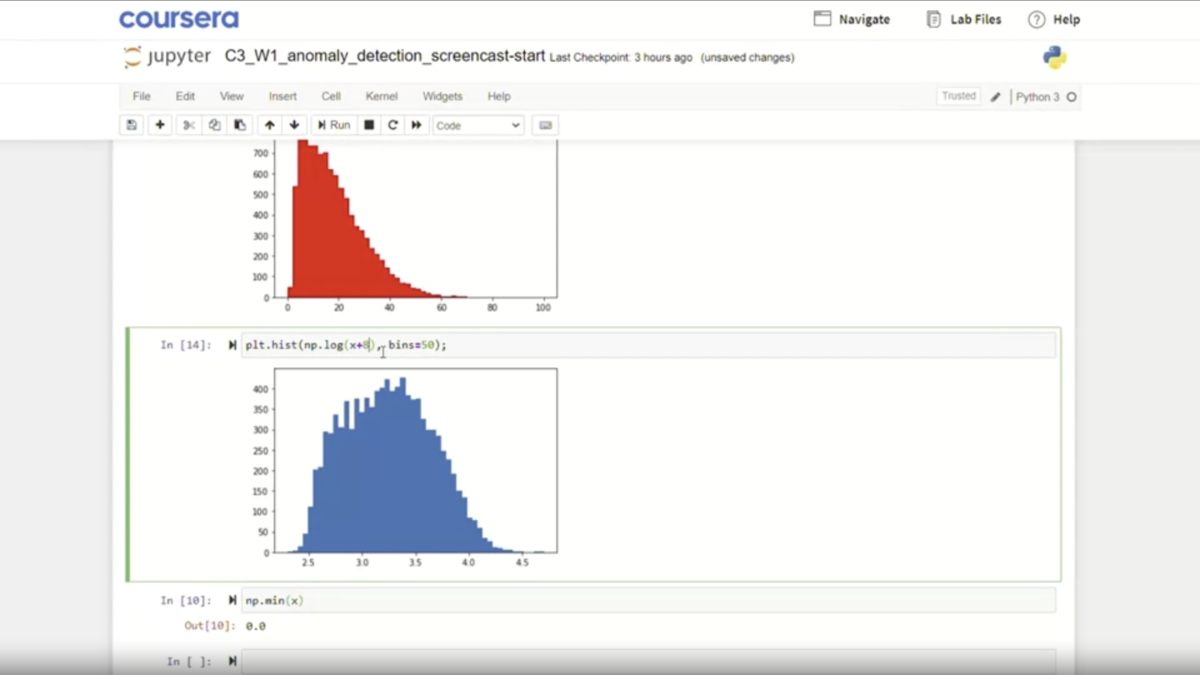 coursera
Navigate
Lab Files
Help
jupyter C3_W1_anomaly_detection_screencast-start Last Checkpoint: 3 hours ago (unsaved changes)
File Edit View Insert Cell Kernel Widgets Help
Trusted Python 3
Run Code
700
600
500
400
300
200
100
0
0 20 40 60 80 100
In [14]: plt.hist(np.log(x+8), bins=50);
400
350
300
250
200
150
100
50
0
2.5 3.0 3.5 4.0 4.5
In [10]: np.min(x)
Out[10]: 0.0
In [ ]: